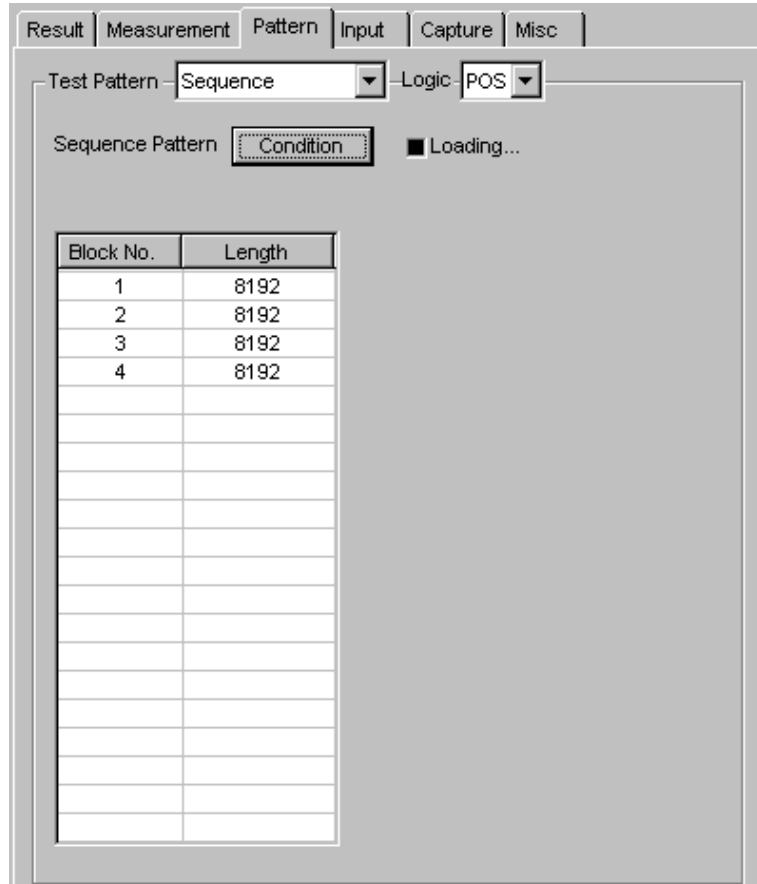 Result Measurement Pattern Input Capture Misc
Test Pattern Sequence Logic POS
Sequence Pattern Condition Loading...
Block No. Length
1 8192
2 8192
3 8192
4 8192